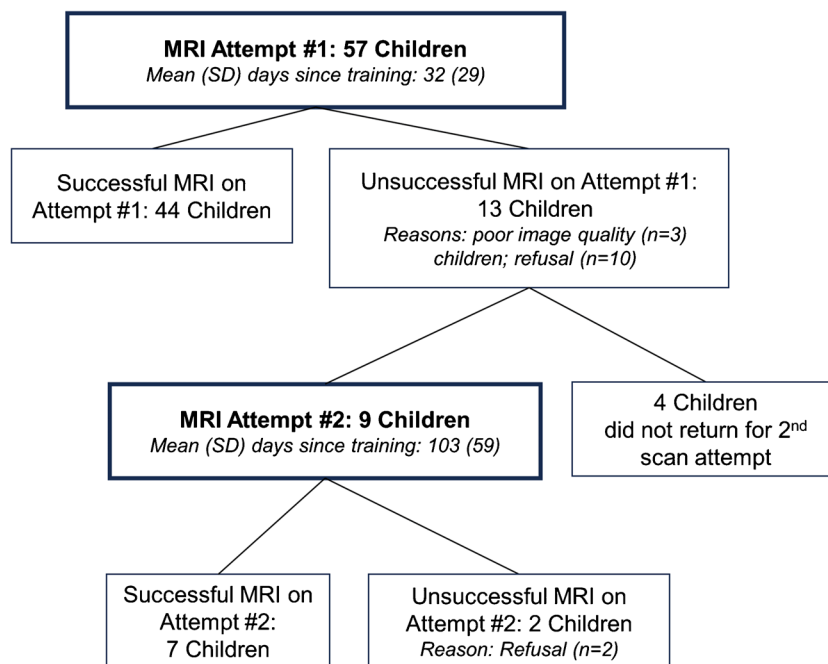 MRI Attempt #1: 57 Children
Mean (SD) days since training: 32 (29)
Successful MRI on
Attempt #1: 44 Children
Unsuccessful MRI on Attempt #1:
13 Children
Reasons: poor image quality (n=3)
children; refusal (n=10)
MRI Attempt #2: 9 Children
Mean (SD) days since training: 103 (59)
4 Children
did not return for 2nd
scan attempt
Successful MRI on
Attempt #2:
7 Children
Unsuccessful MRI on
Attempt #2: 2 Children
Reason: Refusal (n=2)